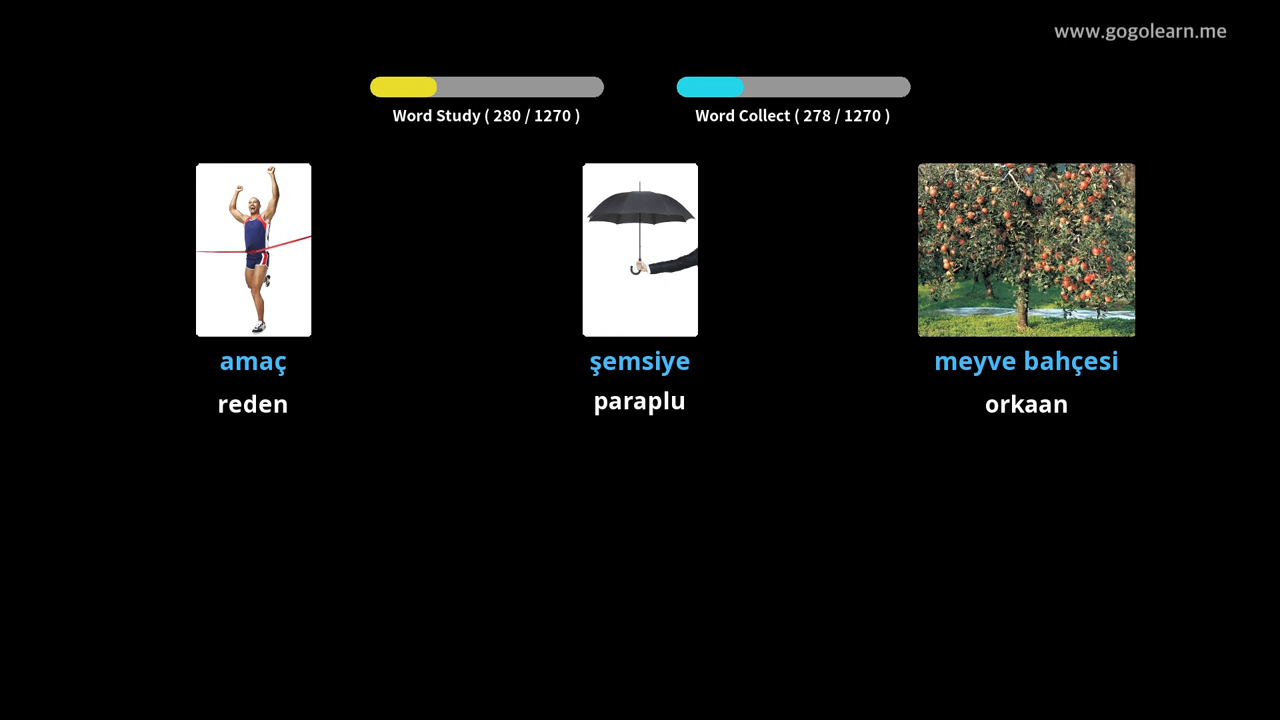 www.gogolearn.me
Word Study ( 280 / 1270 )
Word Collect ( 278 / 1270 )
amaç
şemsiye
meyve bahçesi
reden
paraplu
orkaan